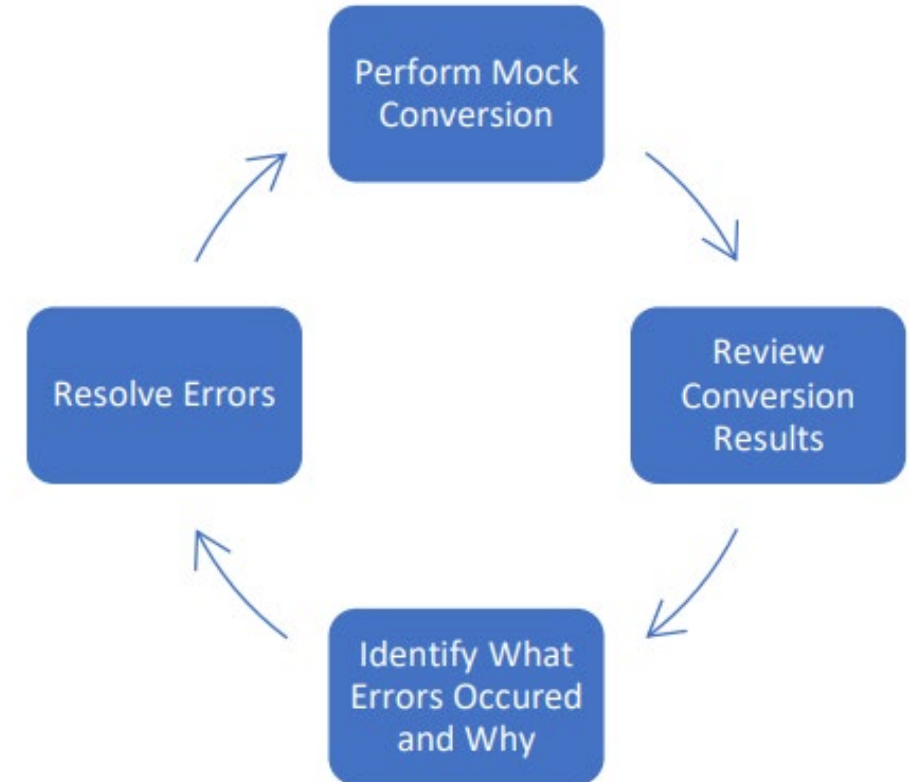 Perform Mock
Conversion
Review
Conversion
Results
Identify What
Errors Occured
and Why
Resolve Errors